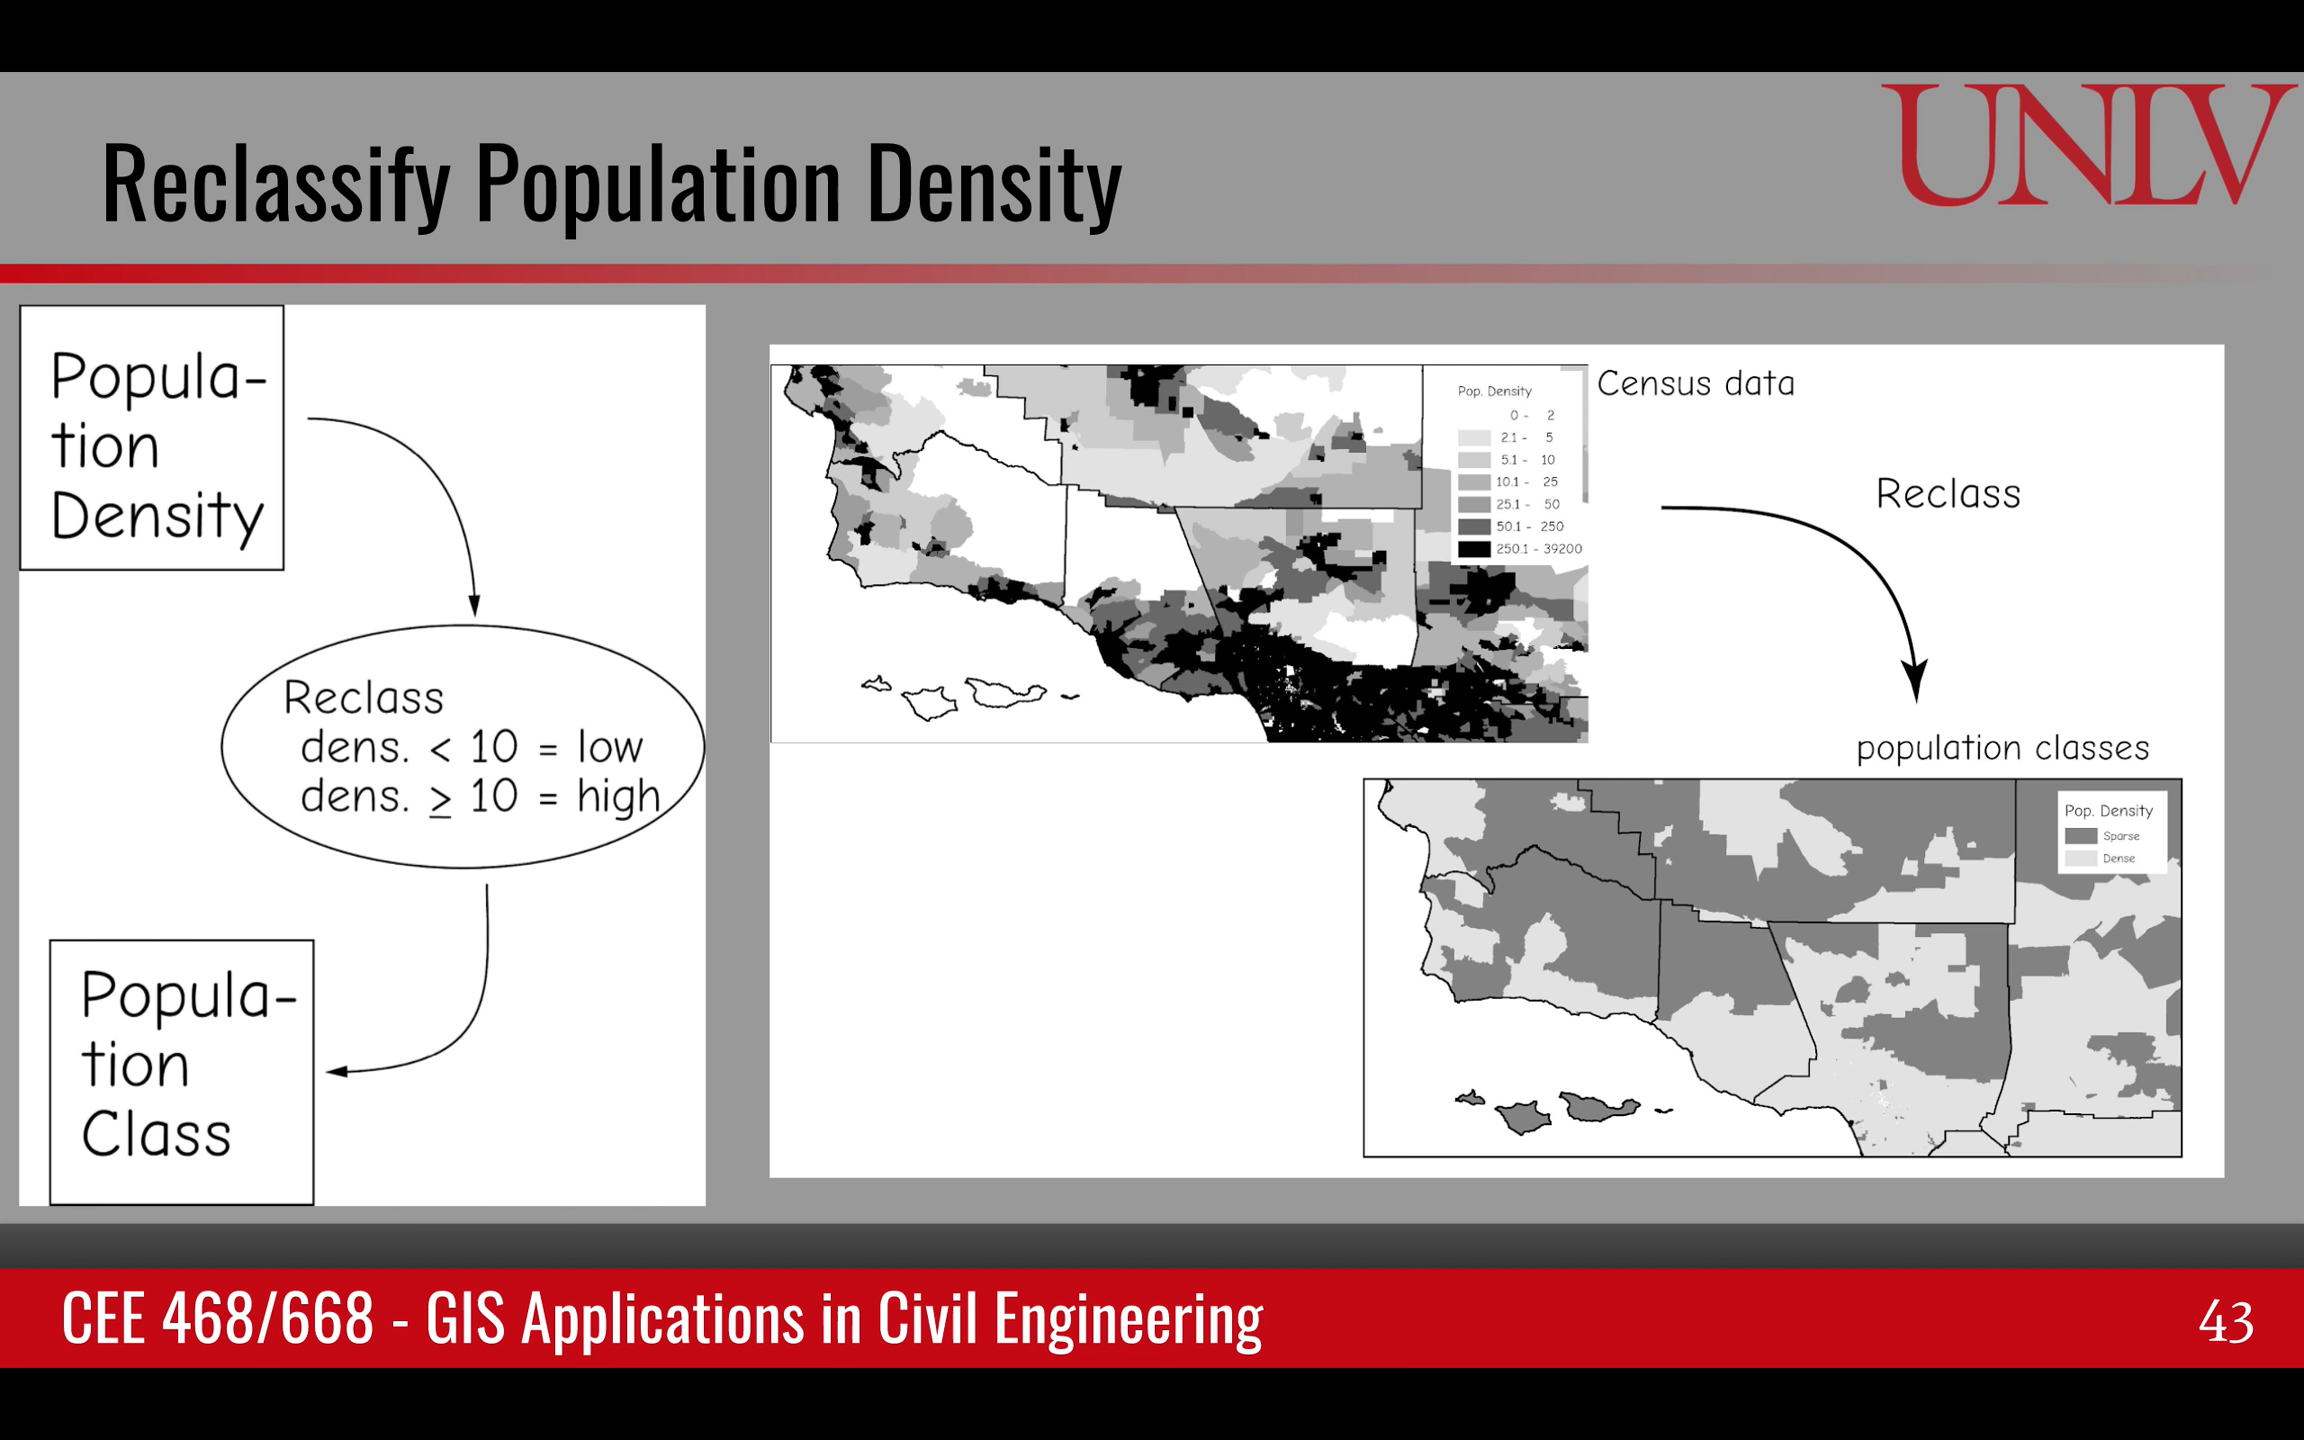 Reclassify Population Density
UNLV
Popula-
tion
Density
Reclass
dens. < 10 = low
dens. ≥ 10 = high
Popula-
tion
Class
Census data
Pop. Density
0 - 2
2.1 - 5
5.1 - 10
10.1 - 25
25.1 - 50
50.1 - 250
250.1 - 39200
Reclass
population classes
Pop. Density
Sparse
Dense
CEE 468/668 - GIS Applications in Civil Engineering
43